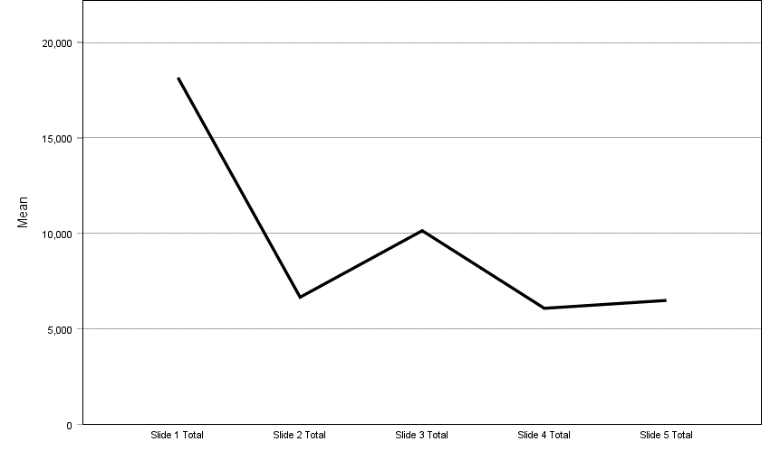 20,000
15,000
10,000
5,000
0
Mean
Slide 1 Total
Slide 2 Total
Slide 3 Total
Slide 4 Total
Slide 5 Total